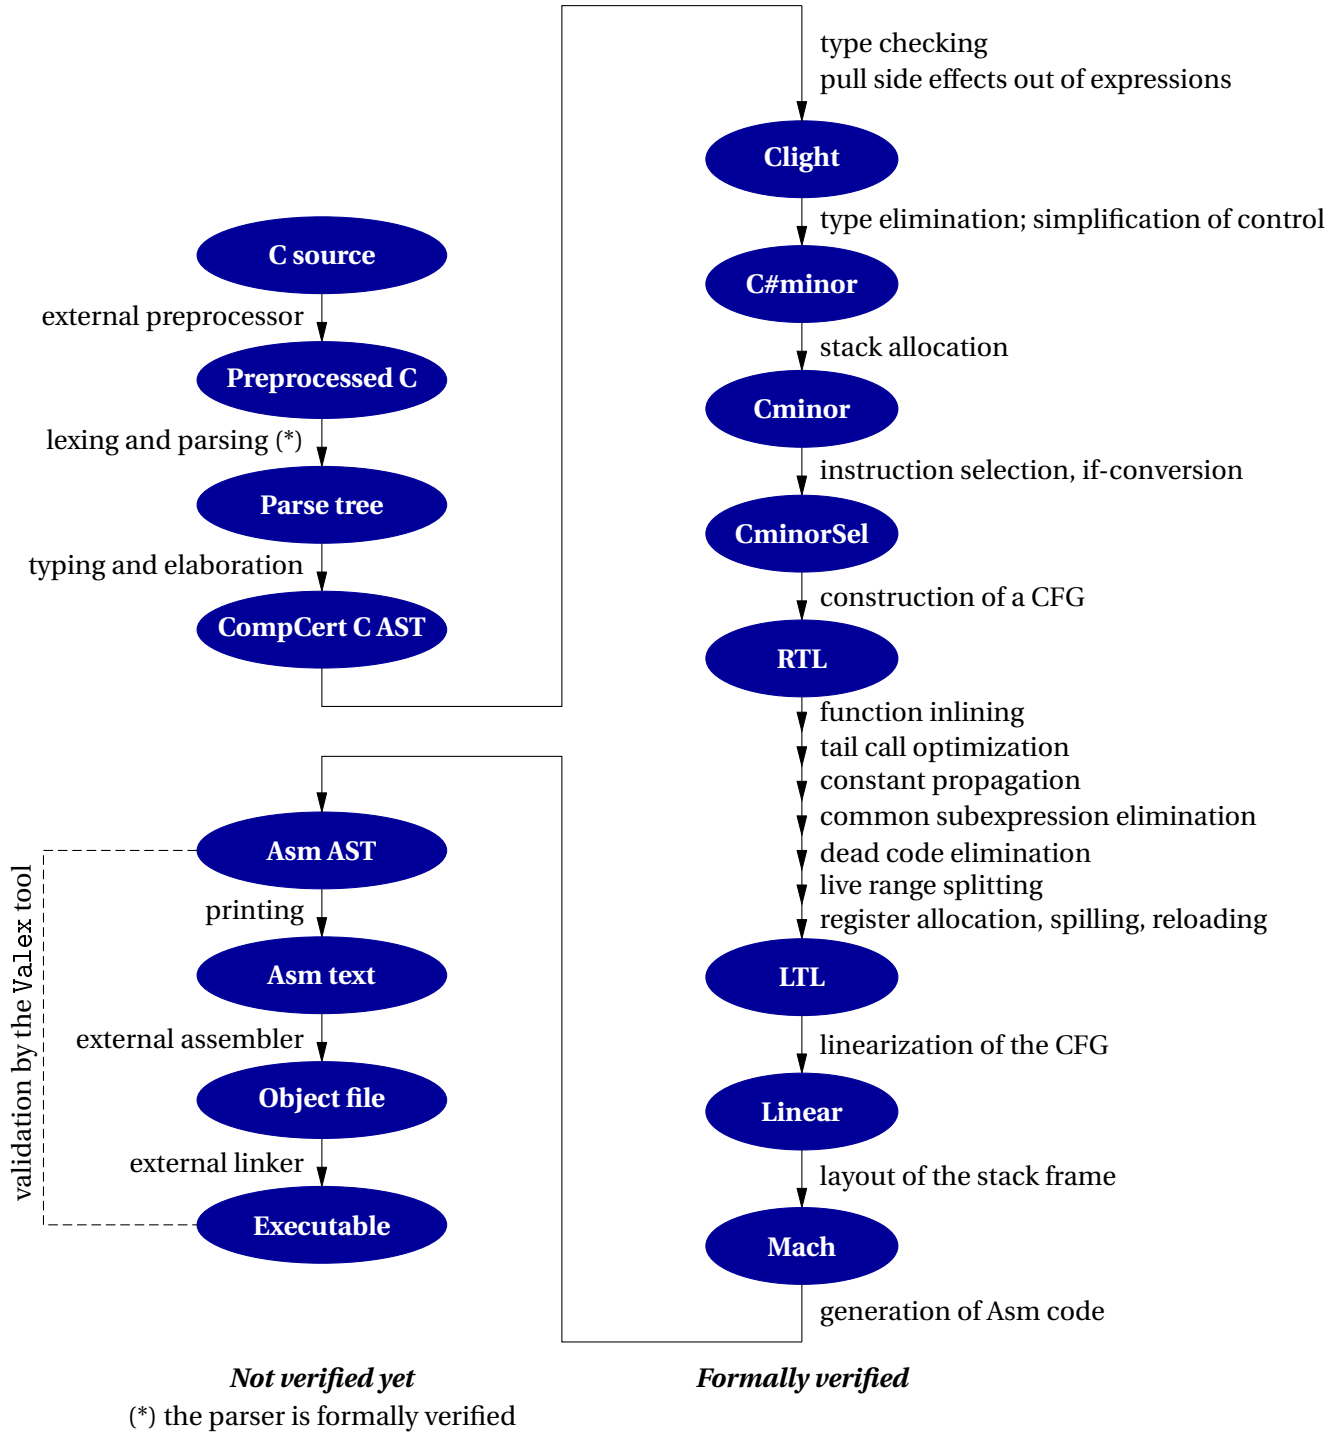 C source
external preprocessor
Preprocessed C
lexing and parsing (*)
Parse tree
typing and elaboration
CompCert C AST
type checking
pull side effects out of expressions
Clight
type elimination; simplification of control
C#minor
stack allocation
Cminor
instruction selection, if-conversion
CminorSel
construction of a CFG
RTL
function inlining
tail call optimization
constant propagation
common subexpression elimination
dead code elimination
live range splitting
register allocation, spilling, reloading
LTL
linearization of the CFG
Linear
layout of the stack frame
Mach
generation of Asm code
Asm AST
printing
Asm text
external assembler
Object file
external linker
Executable
validation by the Valex tool
Not verified yet
(*) the parser is formally verified
Formally verified